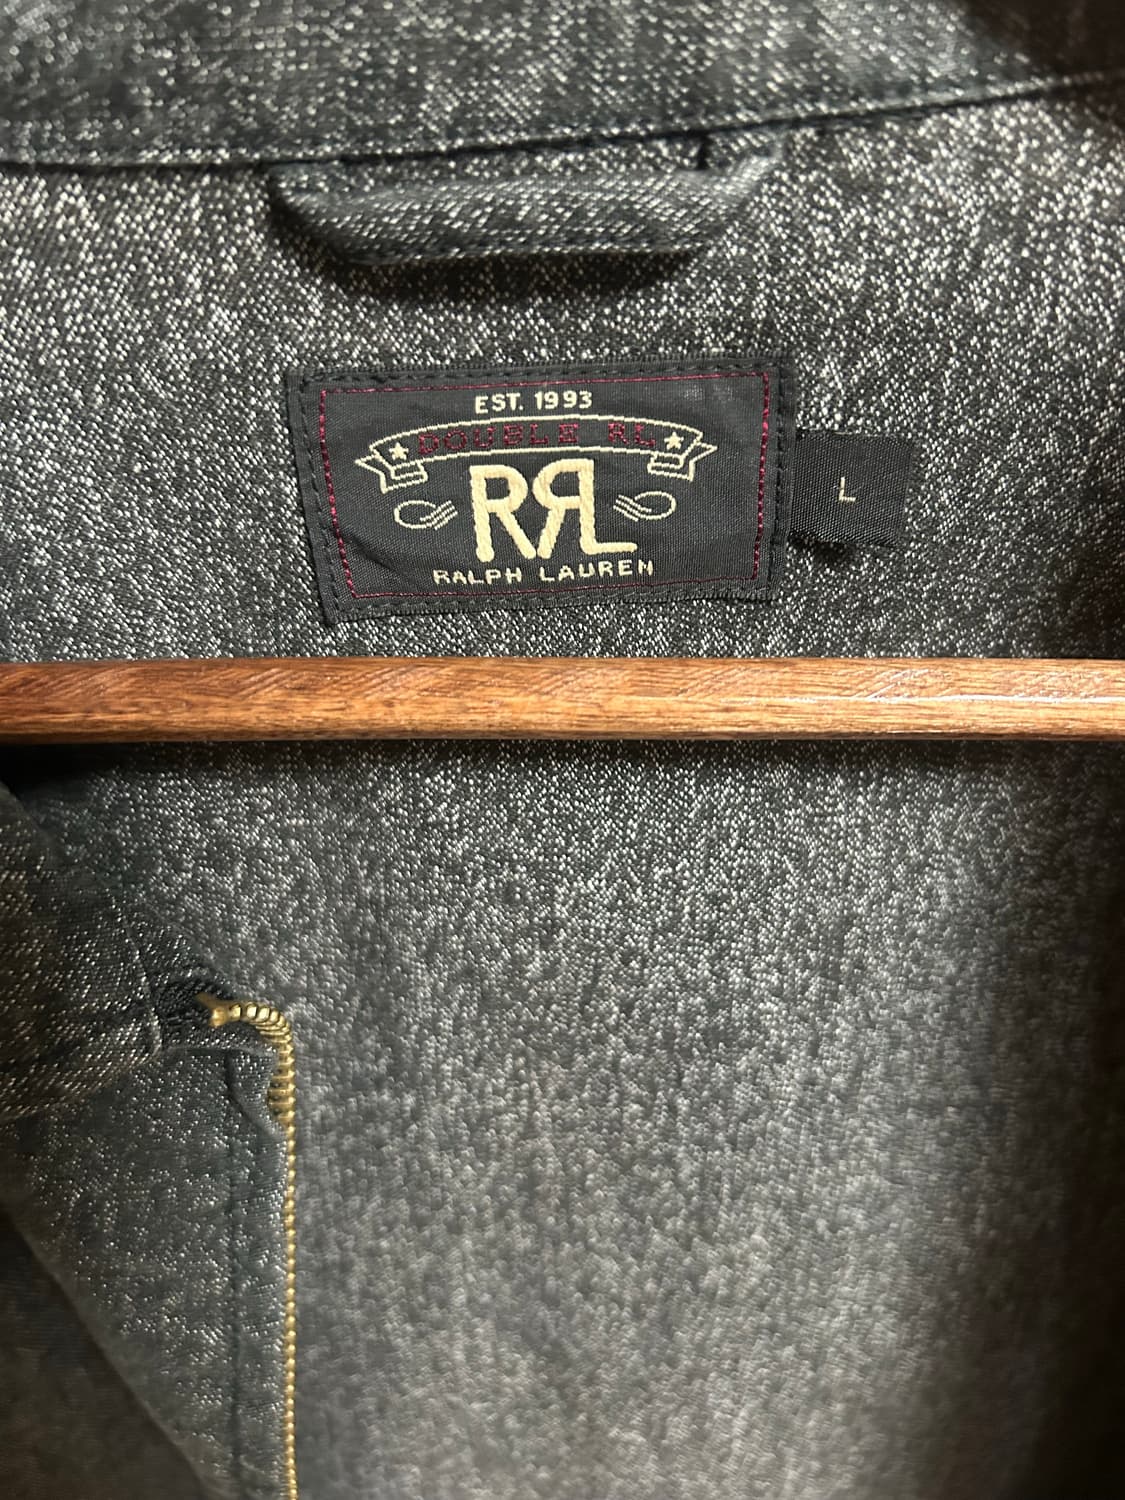 EST. 1993
DOUBLE RL
RRL
RALPH LAUREN
L